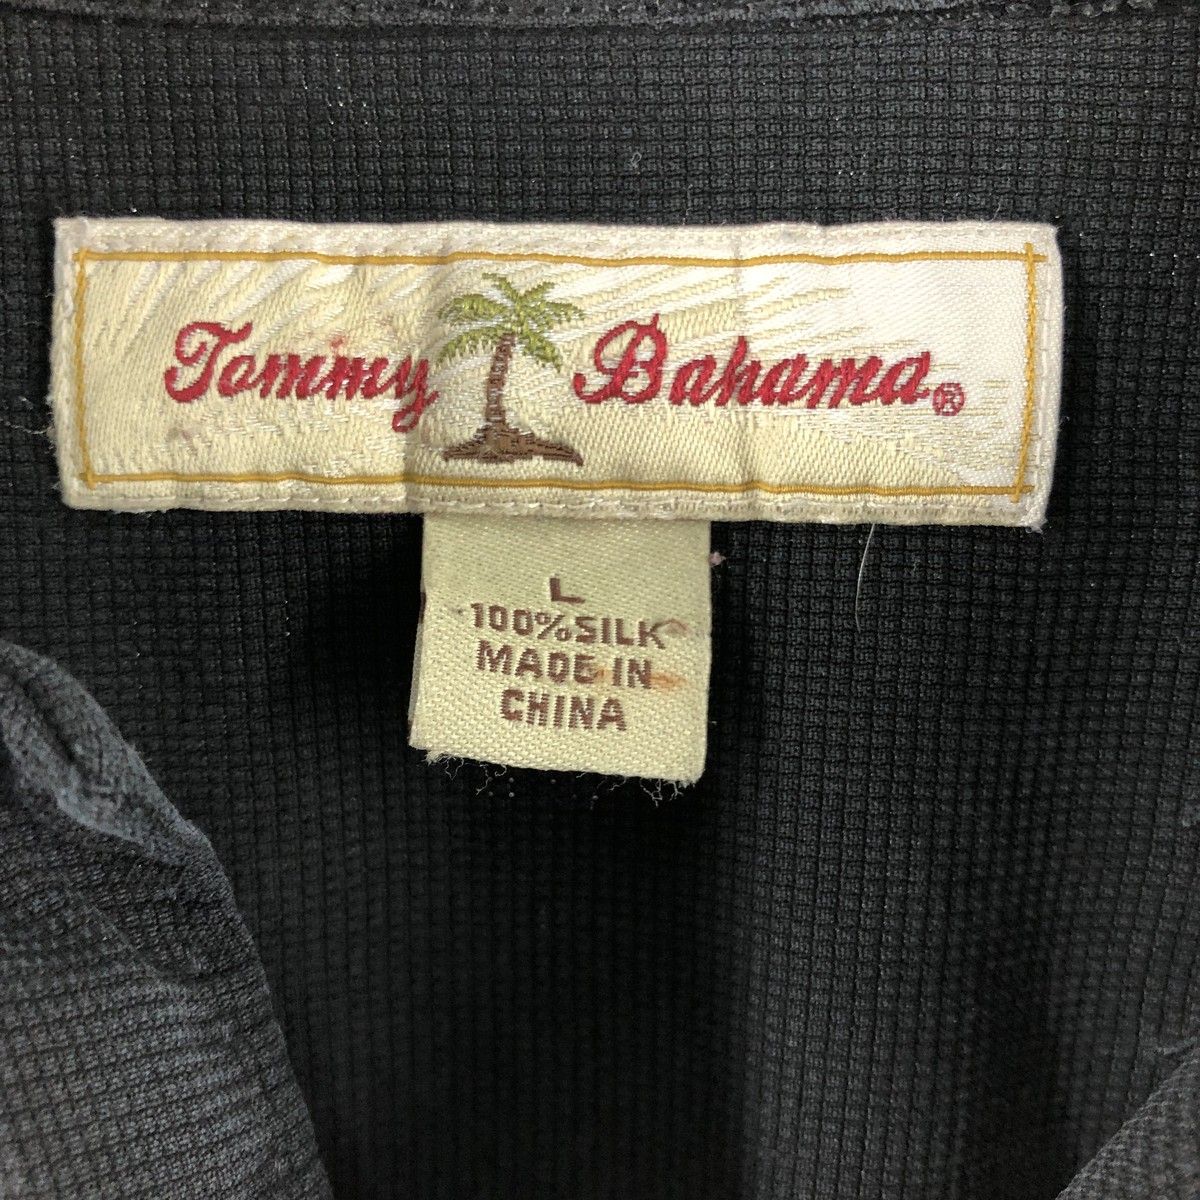 Tommy Bahama®
L
100%SILK
MADE IN
CHINA